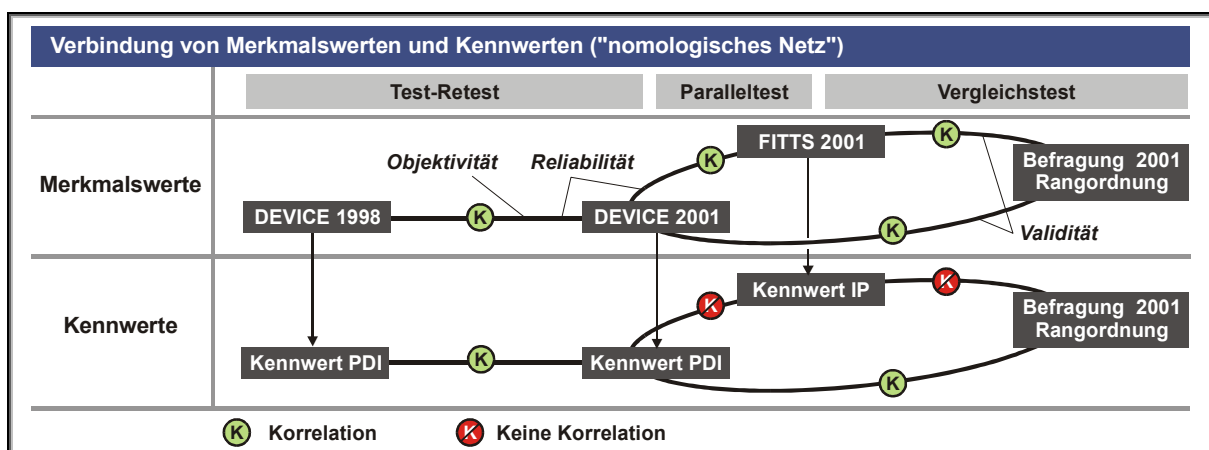 Verbindung von Merkmalswerten und Kennwerten ("nomologisches Netz")
Test-Retest
Paralleltest
Vergleichstest
Merkmalswerte
Objektivität
Reliabilität
K
FITTS 2001
K
Befragung 2001
Rangordnung
DEVICE 1998
K
DEVICE 2001
K
Validität
Kennwerte
Kennwert IP
K
K
Befragung 2001
Rangordnung
Kennwert PDI
K
Kennwert PDI
K
K Korrelation
K Keine Korrelation